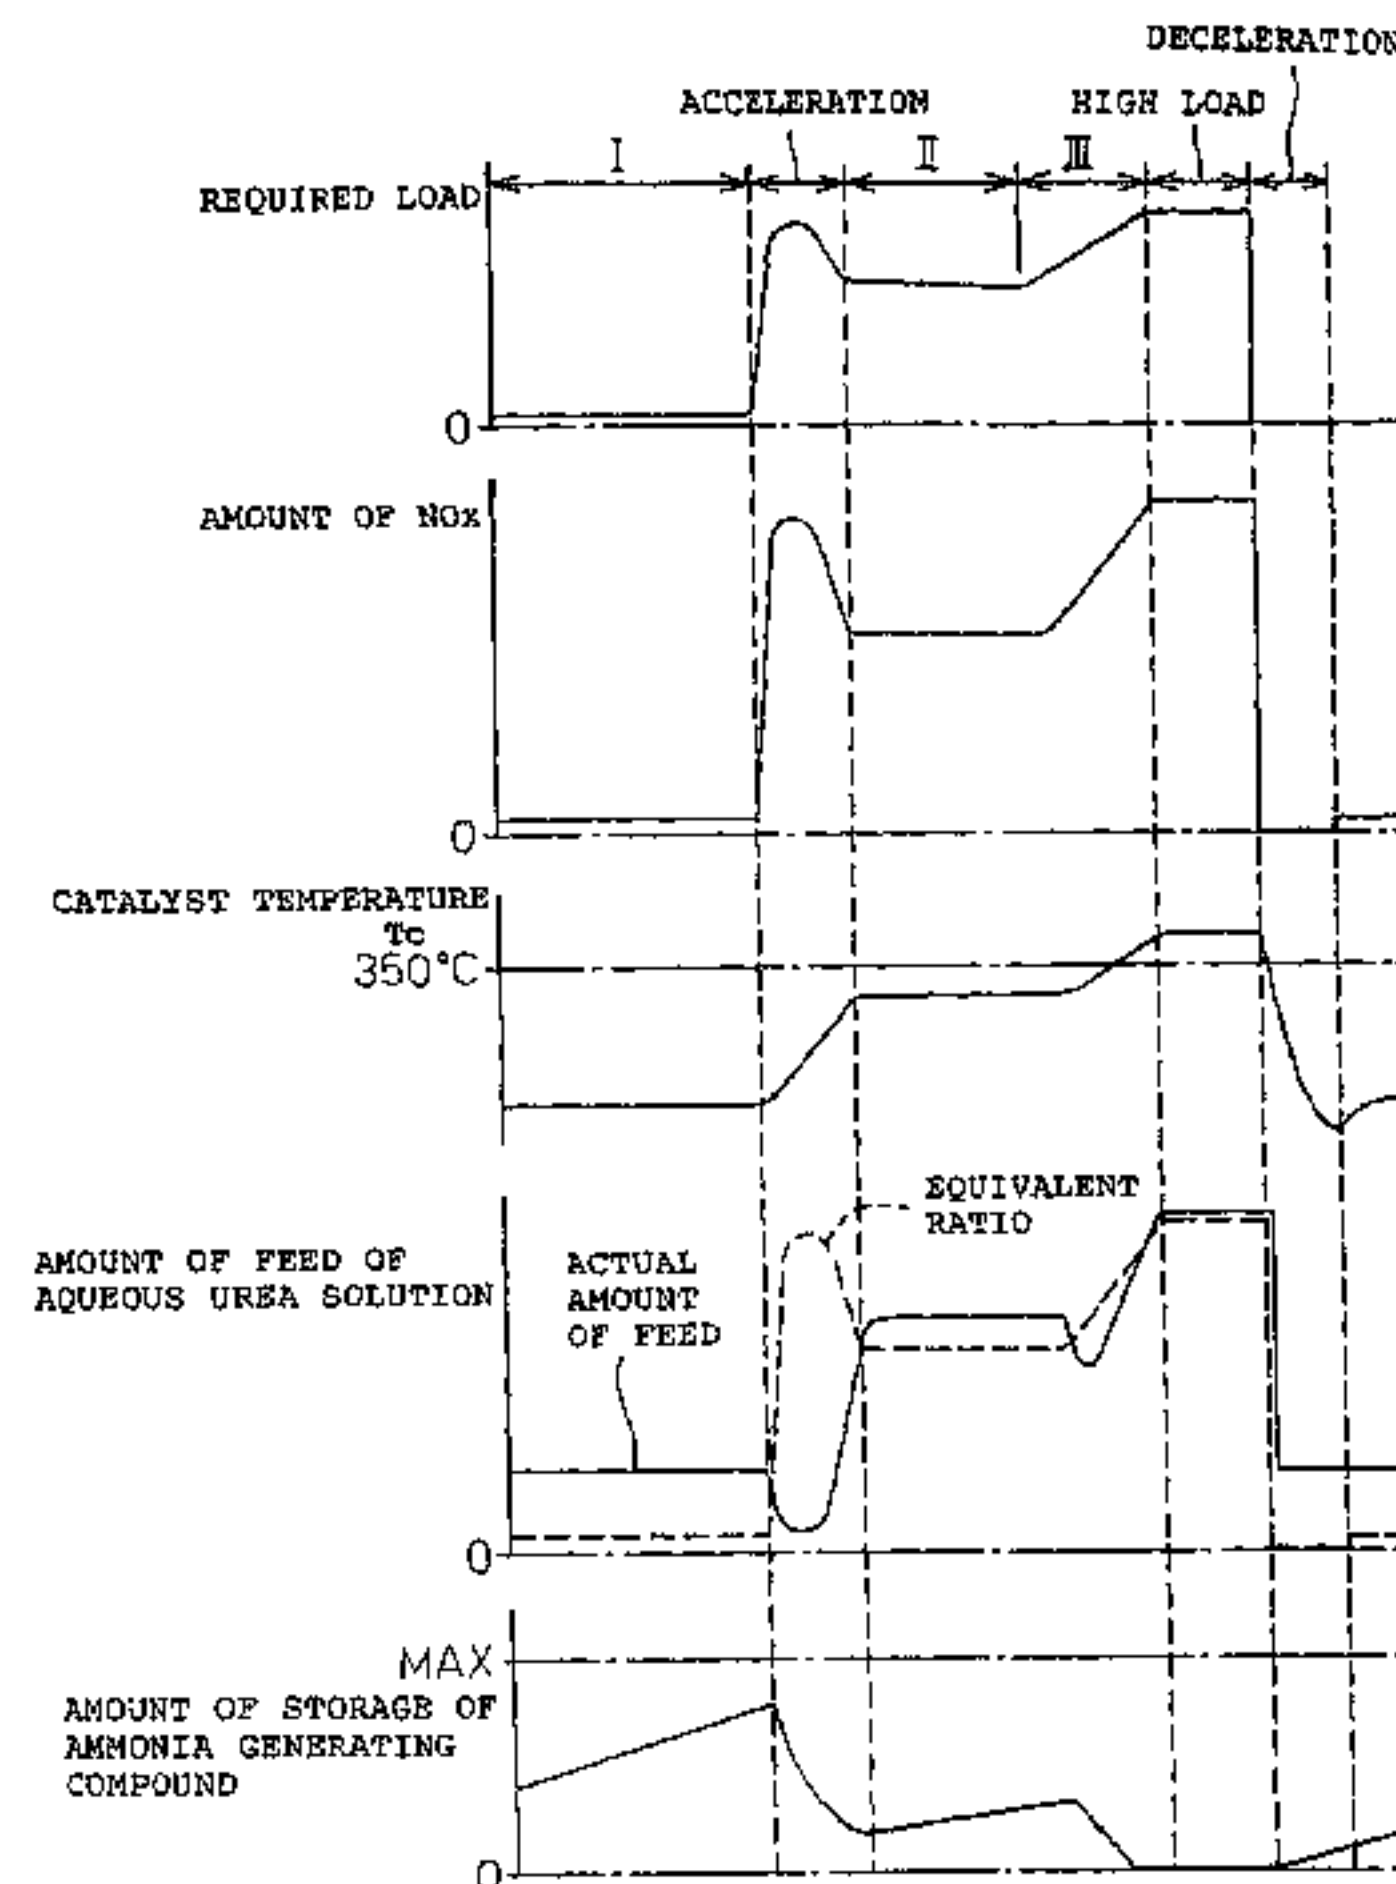 DECELERATION
ACCELERATION
HIGH LOAD
I
II
III
REQUIRED LOAD
0
AMOUNT OF NOx
0
CATALYST TEMPERATURE
Tc
350°C
EQUIVALENT
RATIO
AMOUNT OF FEED OF
AQUEOUS UREA SOLUTION
ACTUAL
AMOUNT
OF FEED
0
MAX
AMOUNT OF STORAGE OF
AMMONIA GENERATING
COMPOUND
0